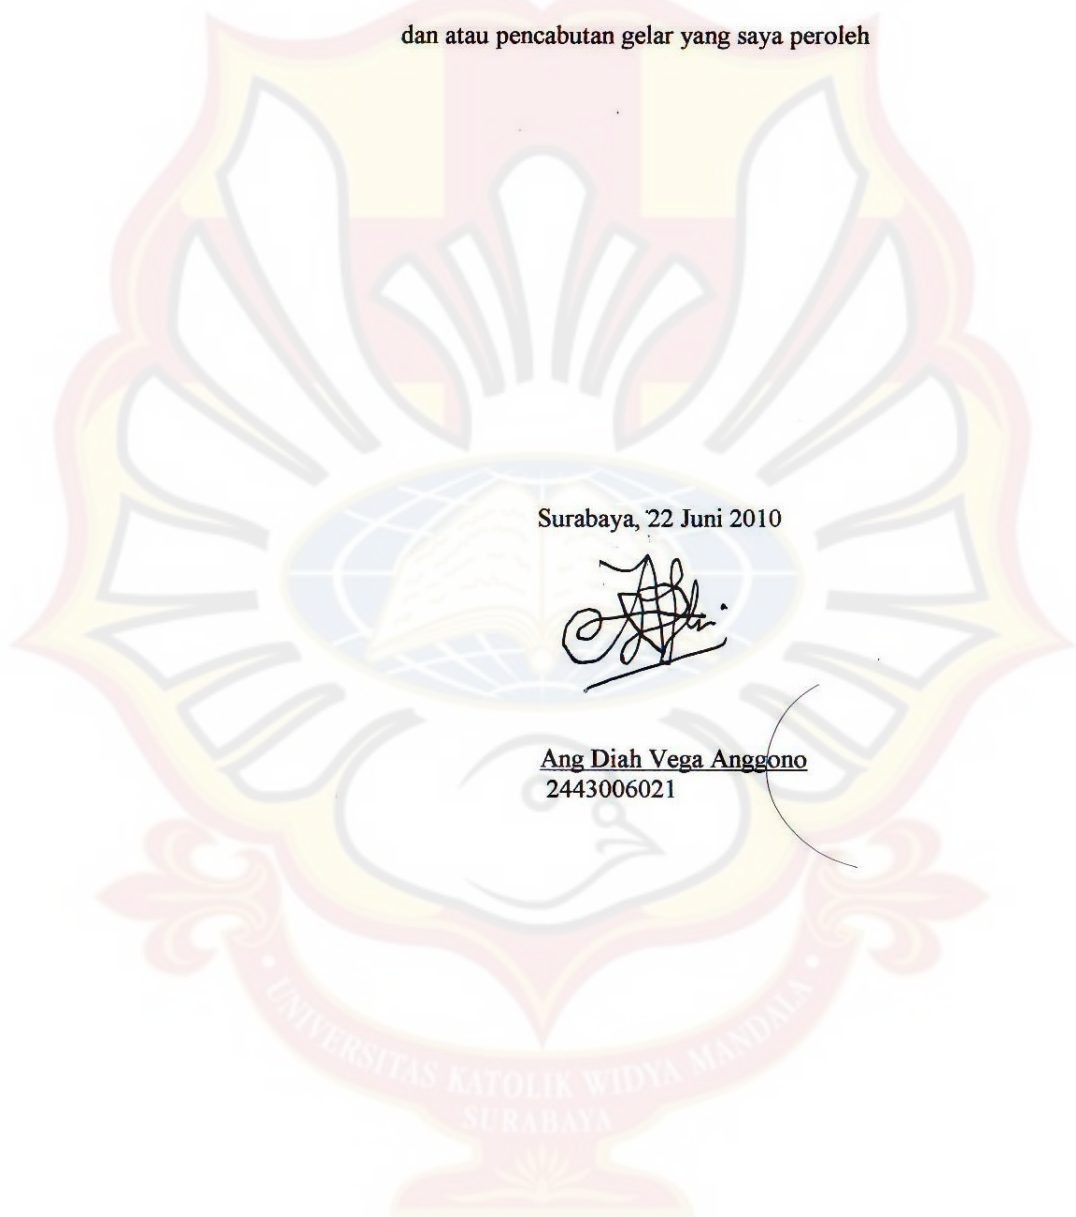 dan atau pencabutan gelar yang saya peroleh
Surabaya, 22 Juni 2010
Ang Diah Vega Anggono
2443006021
UNIVERSITAS KATOLIK WIDYA MANDALA
SURABAYA